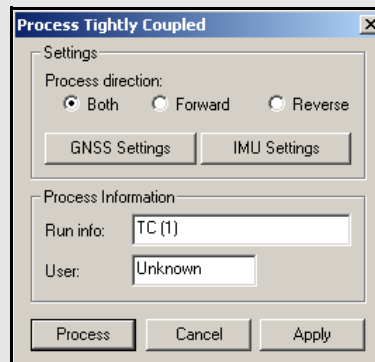 Process Tightly Coupled
Settings
Process direction:
Both Forward Reverse
GNSS Settings IMU Settings
Process Information
Run info: TC (1)
User: Unknown
Process Cancel Apply